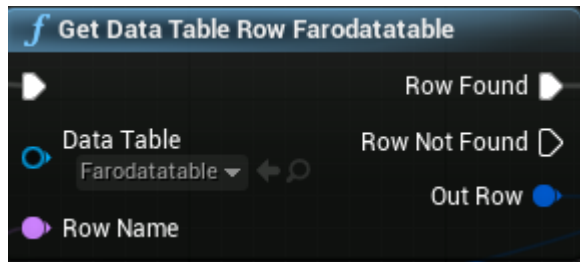 f Get Data Table Row Farodatatable
Row Found
Data Table
Row Not Found
Farodatatable
Out Row
Row Name